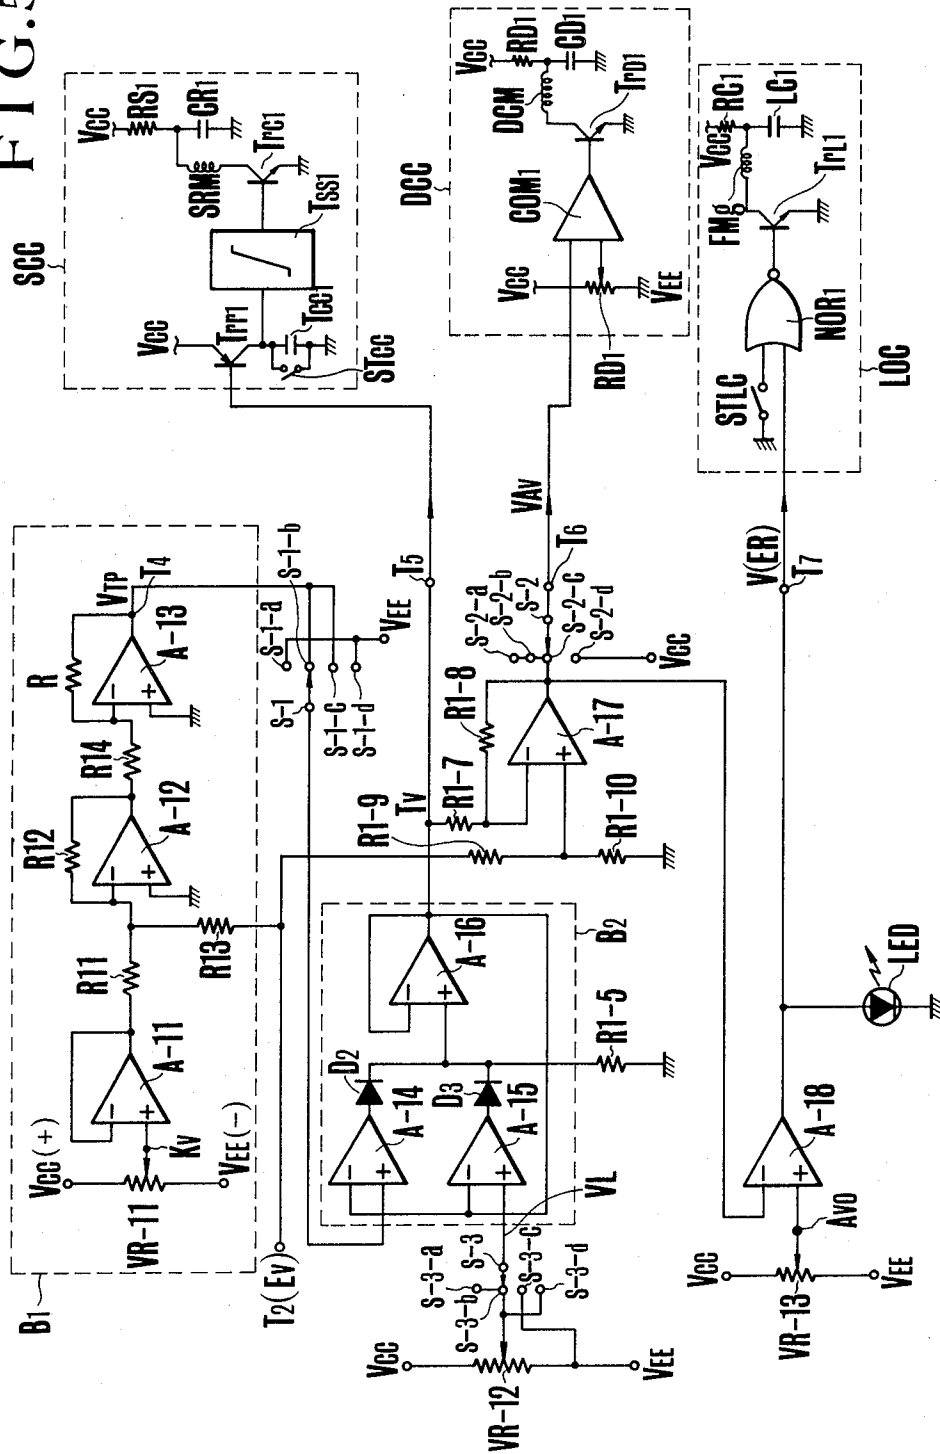 FIG.
SCC
VCC
RS1
CR1
SRM
TrC1
TSS1
VCC
Trr1
TCC1
STCC
DCC
VCC
RD1
CD1
DCM
TrD1
COM1
VCC
VEE
RD1
VCC
RC1
LC1
FMg
TrL1
NOR1
STLC
LOC
B1
VCC(+)
VR-11
KV
VEE(-)
A-11
R11
R12
A-12
R13
R14
R
A-13
VTP
T4
S-1-a
S-1-b
S-1
S-1-C
S-1-d
VEE
T5
T2(EV)
B2
D2
A-14
D3
A-15
A-16
R1-5
VL
VCC
VR-12
VEE
S-3-a
S-3
S-3-b
S-3-C
S-3-d
TV
R1-7
R1-8
R1-9
R1-10
A-17
S-2-a
S-2-b
S-2
S-2-C
S-2-d
VCC
T6
VAV
VCC
VR-13
VEE
AVO
A-18
LED
T7
V(ER)